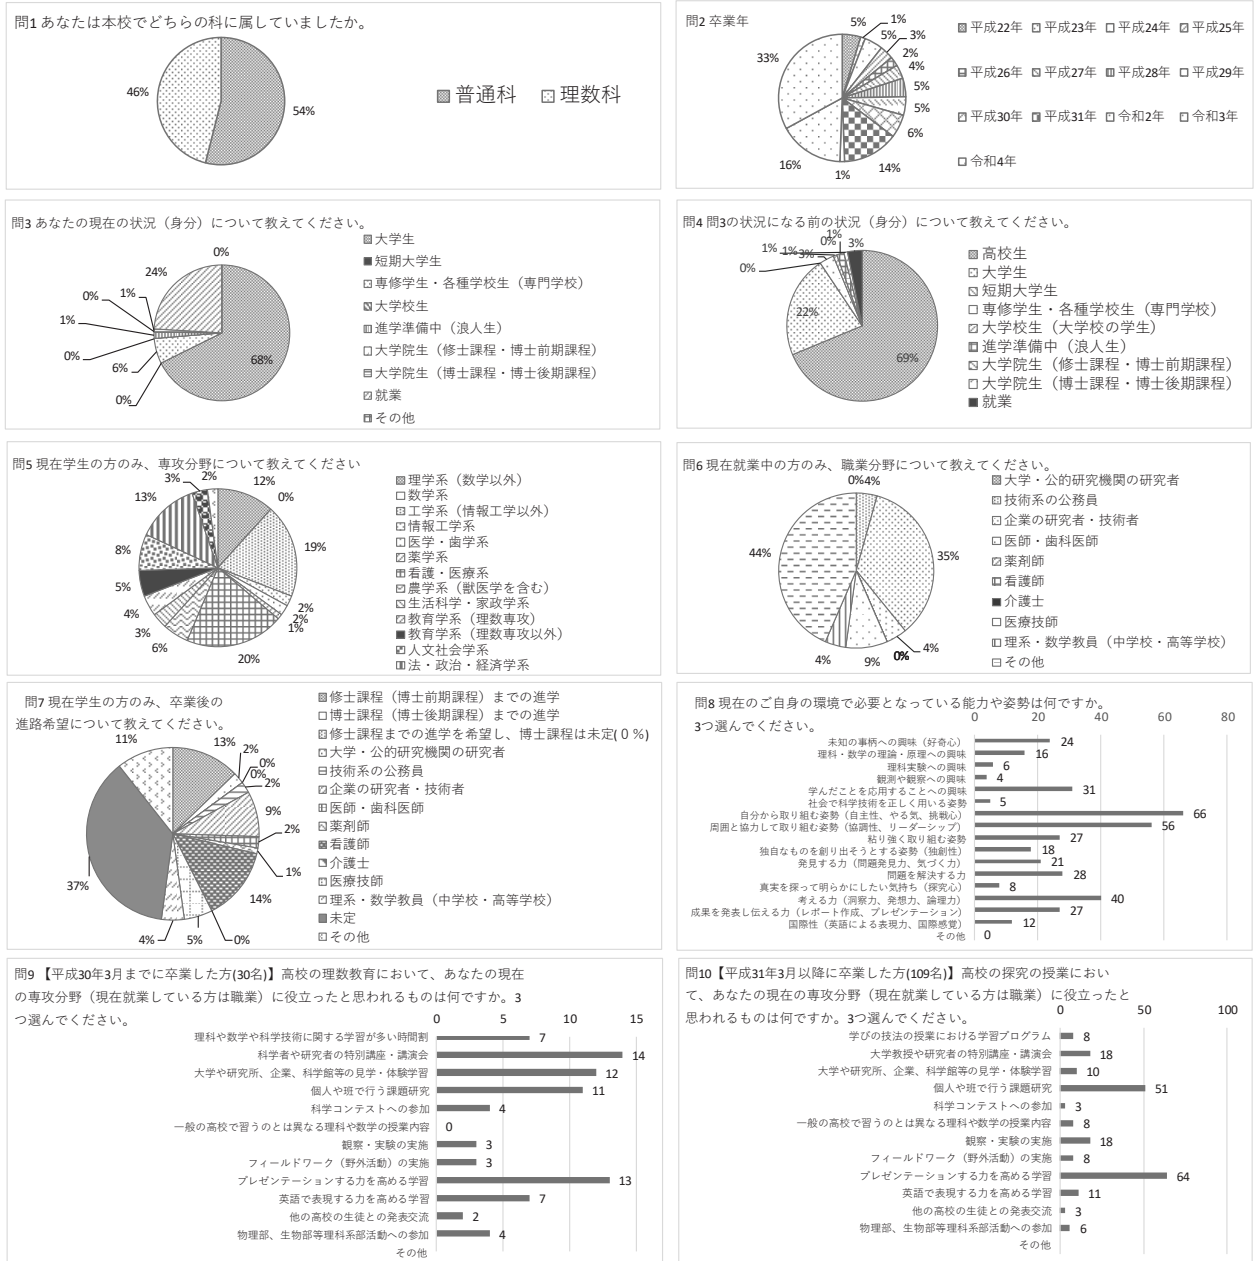 問1 あなたは本校でどちらの科に属していましたか。
46%
54%
普通科 理数科
問2 卒業年
5%
1%
5%
3%
2%
4%
5%
5%
6%
14%
1%
16%
33%
平成22年 平成23年 平成24年 平成25年
平成26年 平成27年 平成28年 平成29年
平成30年 平成31年 令和2年 令和3年
令和4年
問3 あなたの現在の状況（身分）について教えてください。
0%
24%
1%
0%
1%
0%
6%
0%
68%
大学生
短期大学生
専修学生・各種学校生（専門学校）
大学校生
進学準備中（浪人生）
大学院生（修士課程・博士前期課程）
大学院生（博士課程・博士後期課程）
就業
その他
問4 問3の状況になる前の状況（身分）について教えてください。
1%
0%
3%
1%
1%
3%
0%
22%
69%
高校生
大学生
短期大学生
専修学生・各種学校生（専門学校）
大学校生（大学校の学生）
進学準備中（浪人生）
大学院生（修士課程・博士前期課程）
大学院生（博士課程・博士後期課程）
就業
問5 現在学生の方のみ、専攻分野について教えてください
3%
2%
12%
0%
13%
19%
8%
5%
2%
2%
1%
4%
3%
6%
20%
理学系（数学以外）
数学系
工学系（情報工学以外）
情報工学系
医学・歯学系
薬学系
看護・医療系
農学系（獣医学を含む）
生活科学・家政学系
教育学系（理数専攻）
教育学系（理数専攻以外）
人文社会学系
法・政治・経済学系
問6 現在就業中の方のみ、職業分野について教えてください。
0%
4%
35%
44%
4%
0%
9%
4%
大学・公的研究機関の研究者
技術系の公務員
企業の研究者・技術者
医師・歯科医師
薬剤師
看護師
介護士
医療技師
理系・数学教員（中学校・高等学校）
その他
問7 現在学生の方のみ、卒業後の
進路希望について教えてください。
11%
13%
2%
0%
0%
2%
9%
2%
1%
14%
0%
5%
4%
37%
修士課程（博士前期課程）までの進学
博士課程（博士後期課程）までの進学
修士課程までの進学を希望し、博士課程は未定(０%)
大学・公的研究機関の研究者
技術系の公務員
企業の研究者・技術者
医師・歯科医師
薬剤師
看護師
介護士
医療技師
理系・数学教員（中学校・高等学校）
未定
その他
問8 現在のご自身の環境で必要となっている能力や姿勢は何ですか。
3つ選んでください。
0 20 40 60 80
未知の事柄への興味（好奇心） 24
理科・数学の理論・原理への興味 16
理科実験への興味 6
観測や観察への興味 4
学んだことを応用することへの興味 31
社会で科学技術を正しく用いる姿勢 5
自分から取り組む姿勢（自主性、やる気、挑戦心） 66
周囲と協力して取り組む姿勢（協調性、リーダーシップ） 56
粘り強く取り組む姿勢 27
独自なものを創り出そうとする姿勢（独創性） 18
発見する力（問題発見力、気づく力） 21
問題を解決する力 28
真実を探って明らかにしたい気持ち（探究心） 8
考える力（洞察力、発想力、論理力） 40
成果を発表し伝える力（レポート作成、プレゼンテーション） 27
国際性（英語による表現力、国際感覚） 12
その他 0
問9 【平成30年3月までに卒業した方(30名)】高校の理数教育において、あなたの現在
の専攻分野（現在就業している方は職業）に役立ったと思われるものは何ですか。3
つ選んでください。
0 5 10 15
理科や数学や科学技術に関する学習が多い時間割 7
科学者や研究者の特別講座・講演会 14
大学や研究所、企業、科学館等の見学・体験学習 12
個人や班で行う課題研究 11
科学コンテストへの参加 4
一般の高校で習うのとは異なる理科や数学の授業内容 0
観察・実験の実施 3
フィールドワーク（野外活動）の実施 3
プレゼンテーションする力を高める学習 13
英語で表現する力を高める学習 7
他の高校の生徒との発表交流 2
物理部、生物部等理科系部活動への参加 4
その他
問10【平成31年3月以降に卒業した方(109名)】高校の探究の授業におい
て、あなたの現在の専攻分野（現在就業している方は職業）に役立ったと
思われるものは何ですか。3つ選んでください。
0 50 100
学びの技法の授業における学習プログラム 8
大学教授や研究者の特別講座・講演会 18
大学や研究所、企業、科学館等の見学・体験学習 10
個人や班で行う課題研究 51
科学コンテストへの参加 3
一般の高校で習うのとは異なる理科や数学の授業内容 8
観察・実験の実施 18
フィールドワーク（野外活動）の実施 8
プレゼンテーションする力を高める学習 64
英語で表現する力を高める学習 11
他の高校の生徒との発表交流 3
物理部、生物部等理科系部活動への参加 6
その他